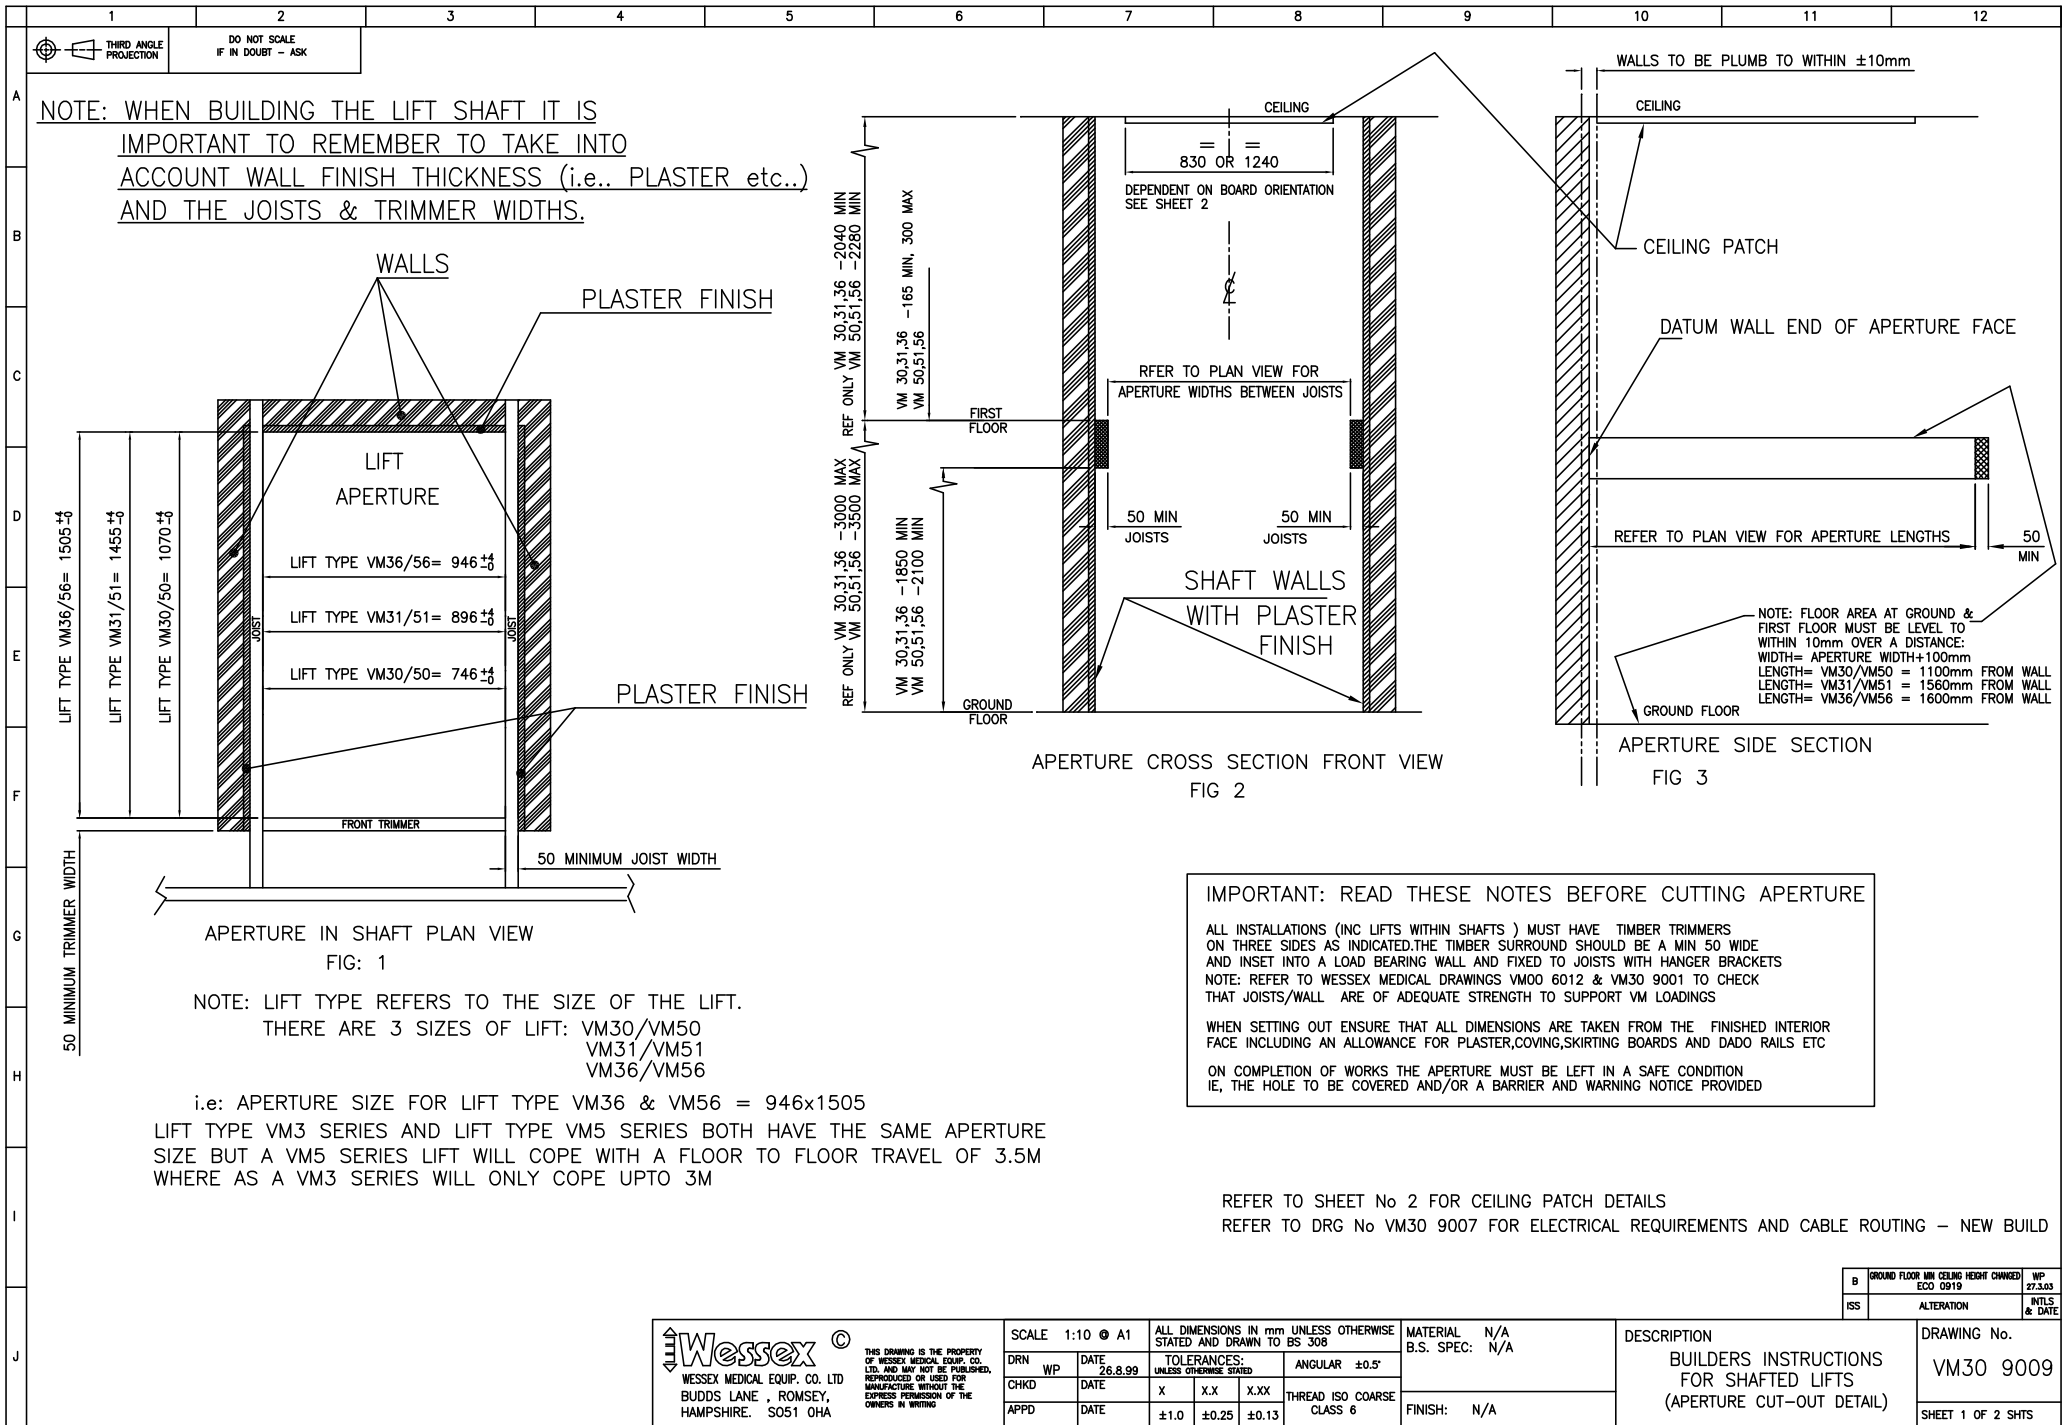 1 2 3 4 5 6 7 8 9 10 11 12
A
B
C
D
E
F
G
H
I
J
THIRD ANGLE
PROJECTION
DO NOT SCALE
IF IN DOUBT - ASK
NOTE: WHEN BUILDING THE LIFT SHAFT IT IS
IMPORTANT TO REMEMBER TO TAKE INTO
ACCOUNT WALL FINISH THICKNESS (i.e.. PLASTER etc..)
AND THE JOISTS & TRIMMER WIDTHS.
WALLS
PLASTER FINISH
LIFT
APERTURE
LIFT TYPE VM36/56= 1505 +4 -0
LIFT TYPE VM31/51= 1455 +4 -0
LIFT TYPE VM30/50= 1070 +4 -0
LIFT TYPE VM36/56= 946 +4 -0
LIFT TYPE VM31/51= 896 +4 -0
LIFT TYPE VM30/50= 746 +4 -0
JOIST
JOIST
PLASTER FINISH
FRONT TRIMMER
50 MINIMUM JOIST WIDTH
50 MINIMUM TRIMMER WIDTH
APERTURE IN SHAFT PLAN VIEW
FIG: 1
NOTE: LIFT TYPE REFERS TO THE SIZE OF THE LIFT.
THERE ARE 3 SIZES OF LIFT: VM30/VM50
VM31/VM51
VM36/VM56
i.e: APERTURE SIZE FOR LIFT TYPE VM36 & VM56 = 946x1505
LIFT TYPE VM3 SERIES AND LIFT TYPE VM5 SERIES BOTH HAVE THE SAME APERTURE
SIZE BUT A VM5 SERIES LIFT WILL COPE WITH A FLOOR TO FLOOR TRAVEL OF 3.5M
WHERE AS A VM3 SERIES WILL ONLY COPE UPTO 3M
CEILING
= =
830 OR 1240
DEPENDENT ON BOARD ORIENTATION
SEE SHEET 2
REF ONLY VM 30,31,36 -2040 MIN
VM 50,51,56 -2280 MIN
VM 30,31,36 -165 MIN, 300 MAX
VM 50,51,56
RFER TO PLAN VIEW FOR
APERTURE WIDTHS BETWEEN JOISTS
FIRST
FLOOR
REF ONLY VM 30,31,36 -3000 MAX
VM 50,51,56 -3500 MAX
VM 30,31,36 -1850 MIN
VM 50,51,56 -2100 MIN
50 MIN
JOISTS
50 MIN
JOISTS
SHAFT WALLS
WITH PLASTER
FINISH
GROUND
FLOOR
APERTURE CROSS SECTION FRONT VIEW
FIG 2
WALLS TO BE PLUMB TO WITHIN ±10mm
CEILING
CEILING PATCH
DATUM WALL END OF APERTURE FACE
REFER TO PLAN VIEW FOR APERTURE LENGTHS
50
MIN
NOTE: FLOOR AREA AT GROUND &
FIRST FLOOR MUST BE LEVEL TO
WITHIN 10mm OVER A DISTANCE:
WIDTH= APERTURE WIDTH+100mm
LENGTH= VM30/VM50 = 1100mm FROM WALL
LENGTH= VM31/VM51 = 1560mm FROM WALL
LENGTH= VM36/VM56 = 1600mm FROM WALL
GROUND FLOOR
APERTURE SIDE SECTION
FIG 3
IMPORTANT: READ THESE NOTES BEFORE CUTTING APERTURE
ALL INSTALLATIONS (INC LIFTS WITHIN SHAFTS ) MUST HAVE TIMBER TRIMMERS
ON THREE SIDES AS INDICATED.THE TIMBER SURROUND SHOULD BE A MIN 50 WIDE
AND INSET INTO A LOAD BEARING WALL AND FIXED TO JOISTS WITH HANGER BRACKETS
NOTE: REFER TO WESSEX MEDICAL DRAWINGS VM00 6012 & VM30 9001 TO CHECK
THAT JOISTS/WALL ARE OF ADEQUATE STRENGTH TO SUPPORT VM LOADINGS
WHEN SETTING OUT ENSURE THAT ALL DIMENSIONS ARE TAKEN FROM THE FINISHED INTERIOR
FACE INCLUDING AN ALLOWANCE FOR PLASTER,COVING,SKIRTING BOARDS AND DADO RAILS ETC
ON COMPLETION OF WORKS THE APERTURE MUST BE LEFT IN A SAFE CONDITION
IE, THE HOLE TO BE COVERED AND/OR A BARRIER AND WARNING NOTICE PROVIDED
REFER TO SHEET No 2 FOR CEILING PATCH DETAILS
REFER TO DRG No VM30 9007 FOR ELECTRICAL REQUIREMENTS AND CABLE ROUTING - NEW BUILD
B GROUND FLOOR MIN CEILING HEIGHT CHANGED WP
ECO 0919 27.3.03
ISS ALTERATION INTLS
& DATE
Wessex ©
WESSEX MEDICAL EQUIP. CO. LTD
BUDDS LANE , ROMSEY,
HAMPSHIRE. SO51 0HA
THIS DRAWING IS THE PROPERTY
OF WESSEX MEDICAL EQUIP. CO.
LTD. AND MAY NOT BE PUBLISHED,
REPRODUCED OR USED FOR
MANUFACTURE WITHOUT THE
EXPRESS PERMISSION OF THE
OWNERS IN WRITING
SCALE 1:10 @ A1
DRN WP DATE 26.8.99
CHKD DATE
APPD DATE
ALL DIMENSIONS IN mm UNLESS OTHERWISE
STATED AND DRAWN TO BS 308
TOLERANCES:
UNLESS OTHERWISE STATED
X X.X X.XX
±1.0 ±0.25 ±0.13
ANGULAR ±0.5°
THREAD ISO COARSE
CLASS 6
MATERIAL N/A
B.S. SPEC: N/A
FINISH: N/A
DESCRIPTION
BUILDERS INSTRUCTIONS
FOR SHAFTED LIFTS
(APERTURE CUT-OUT DETAIL)
DRAWING No.
VM30 9009
SHEET 1 OF 2 SHTS